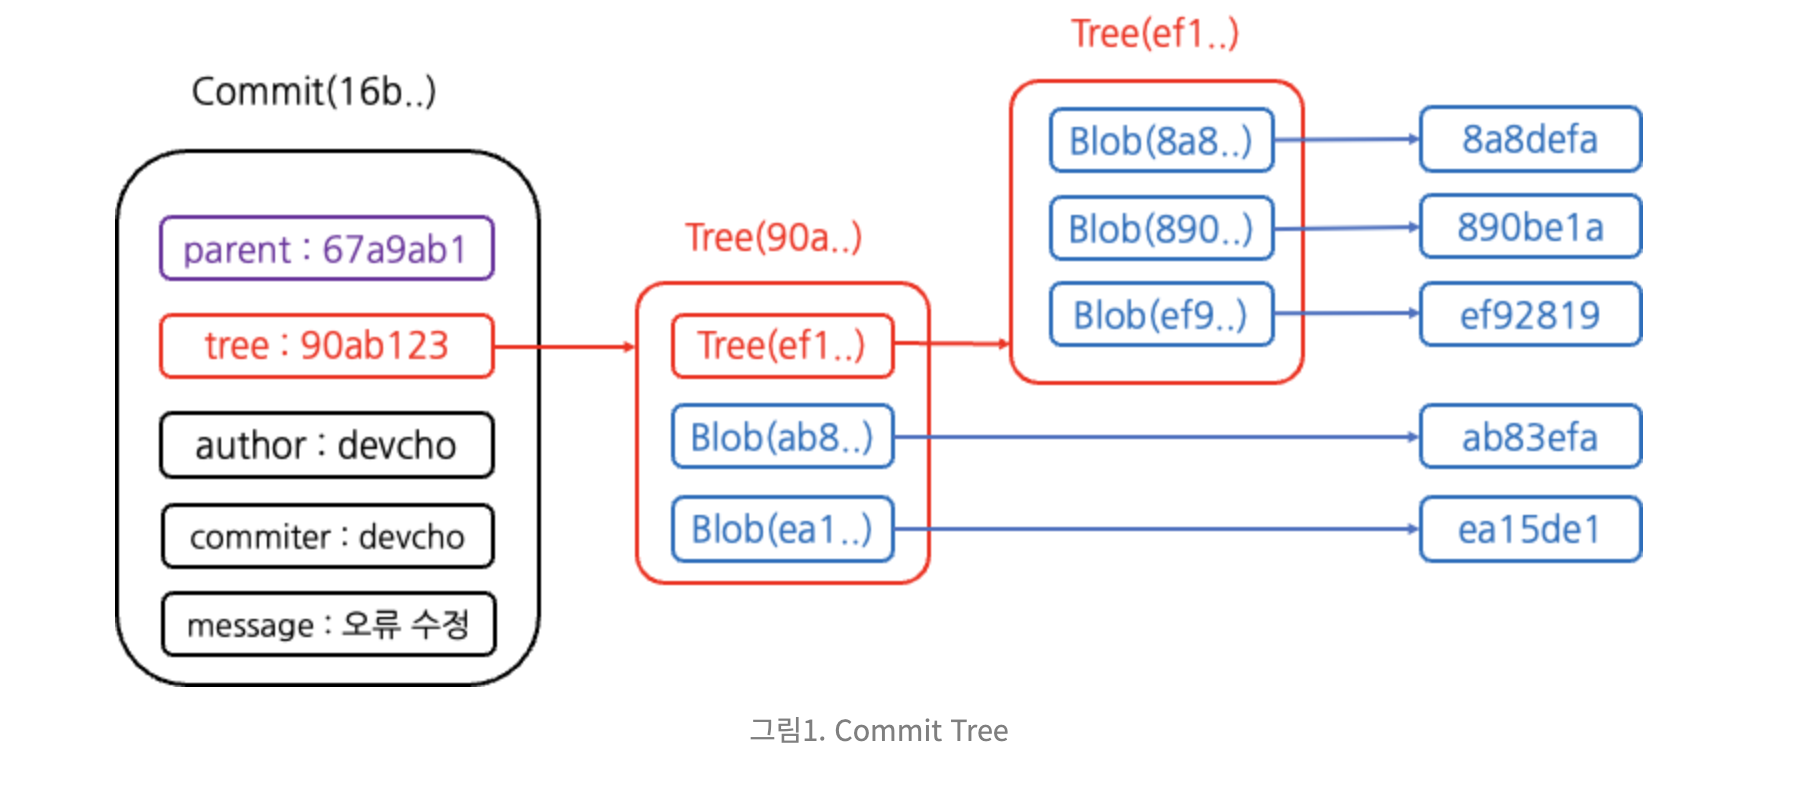 Commit(16b..)
parent : 67a9ab1
tree : 90ab123
author : devcho
commiter : devcho
message : 오류 수정
Tree(90a..)
Tree(ef1..)
Blob(ab8..)
Blob(ea1..)
Tree(ef1..)
Blob(8a8..)
Blob(890..)
Blob(ef9..)
8a8defa
890be1a
ef92819
ab83efa
ea15de1
그림1. Commit Tree